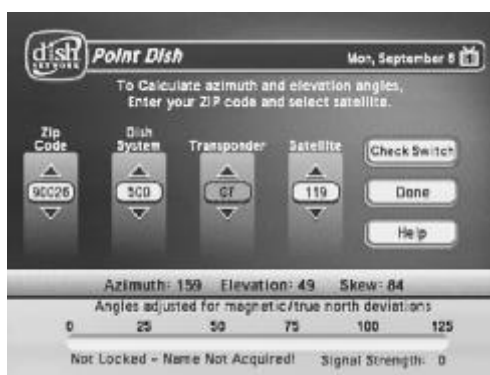 dish
NETWORK
Point Dish
Mon, September 8
To Calculate azimuth and elevation angles,
Enter your ZIP code and select satellite.
Zip Code
Dish System
Transponder
Satellite
90026
500
119
Check Switch
Done
Help
Azimuth: 159 Elevation: 49 Skew: 84
Angles adjusted for magnetic/true north deviations
0 25 50 75 100 125
Not Locked - Name Not Acquired! Signal Strength: 0